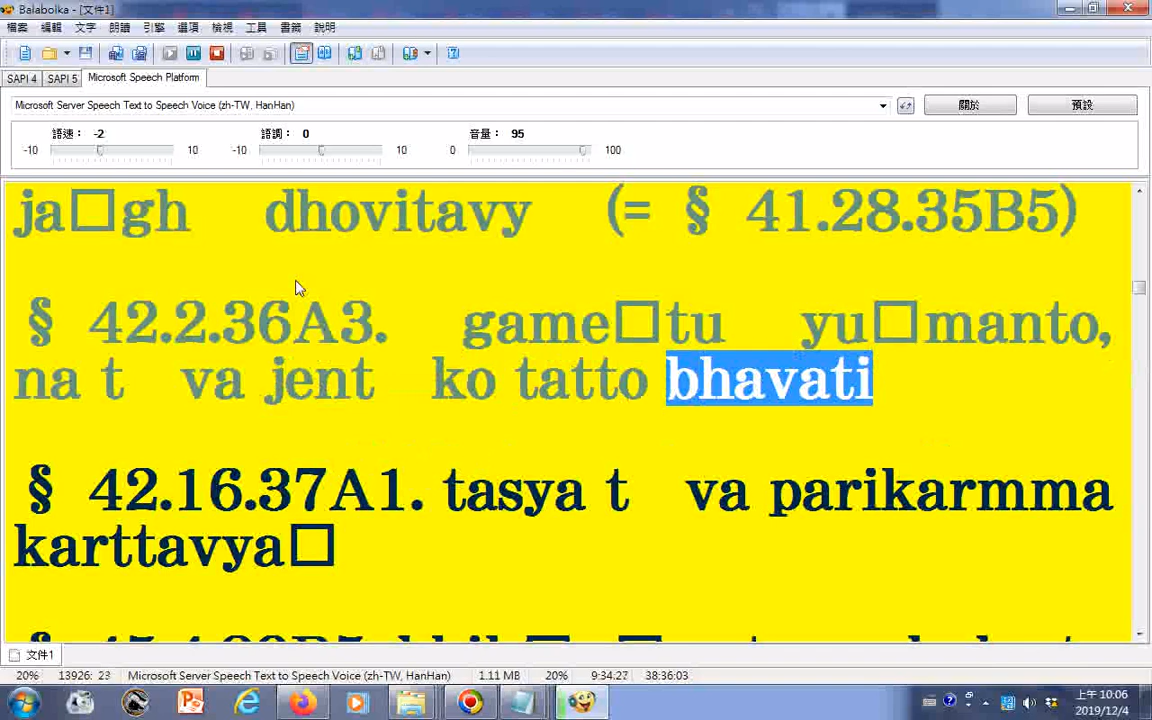 Balabolka - [文件1]
檔案 編輯 文字 朗讀 引擎 選項 檢視 工具 書籤 說明
SAPI 4 SAPI 5 Microsoft Speech Platform
Microsoft Server Speech Text to Speech Voice (zh-TW, HanHan) 關於 預設
語速： -2 語調： 0 音量： 95
-10 10 -10 10 0 100
ja□gh dhovitavy (= § 41.28.35B5)
§ 42.2.36A3. game□tu yu□manto,
na t va jent ko tatto bhavati
§ 42.16.37A1. tasya t va parikarmma
karttavya□
文件1
20% 13926: 23 Microsoft Server Speech Text to Speech Voice (zh-TW, HanHan) 1.11 MB 20% 9:34:27 38:36:03
上午 10:06
2019/12/4